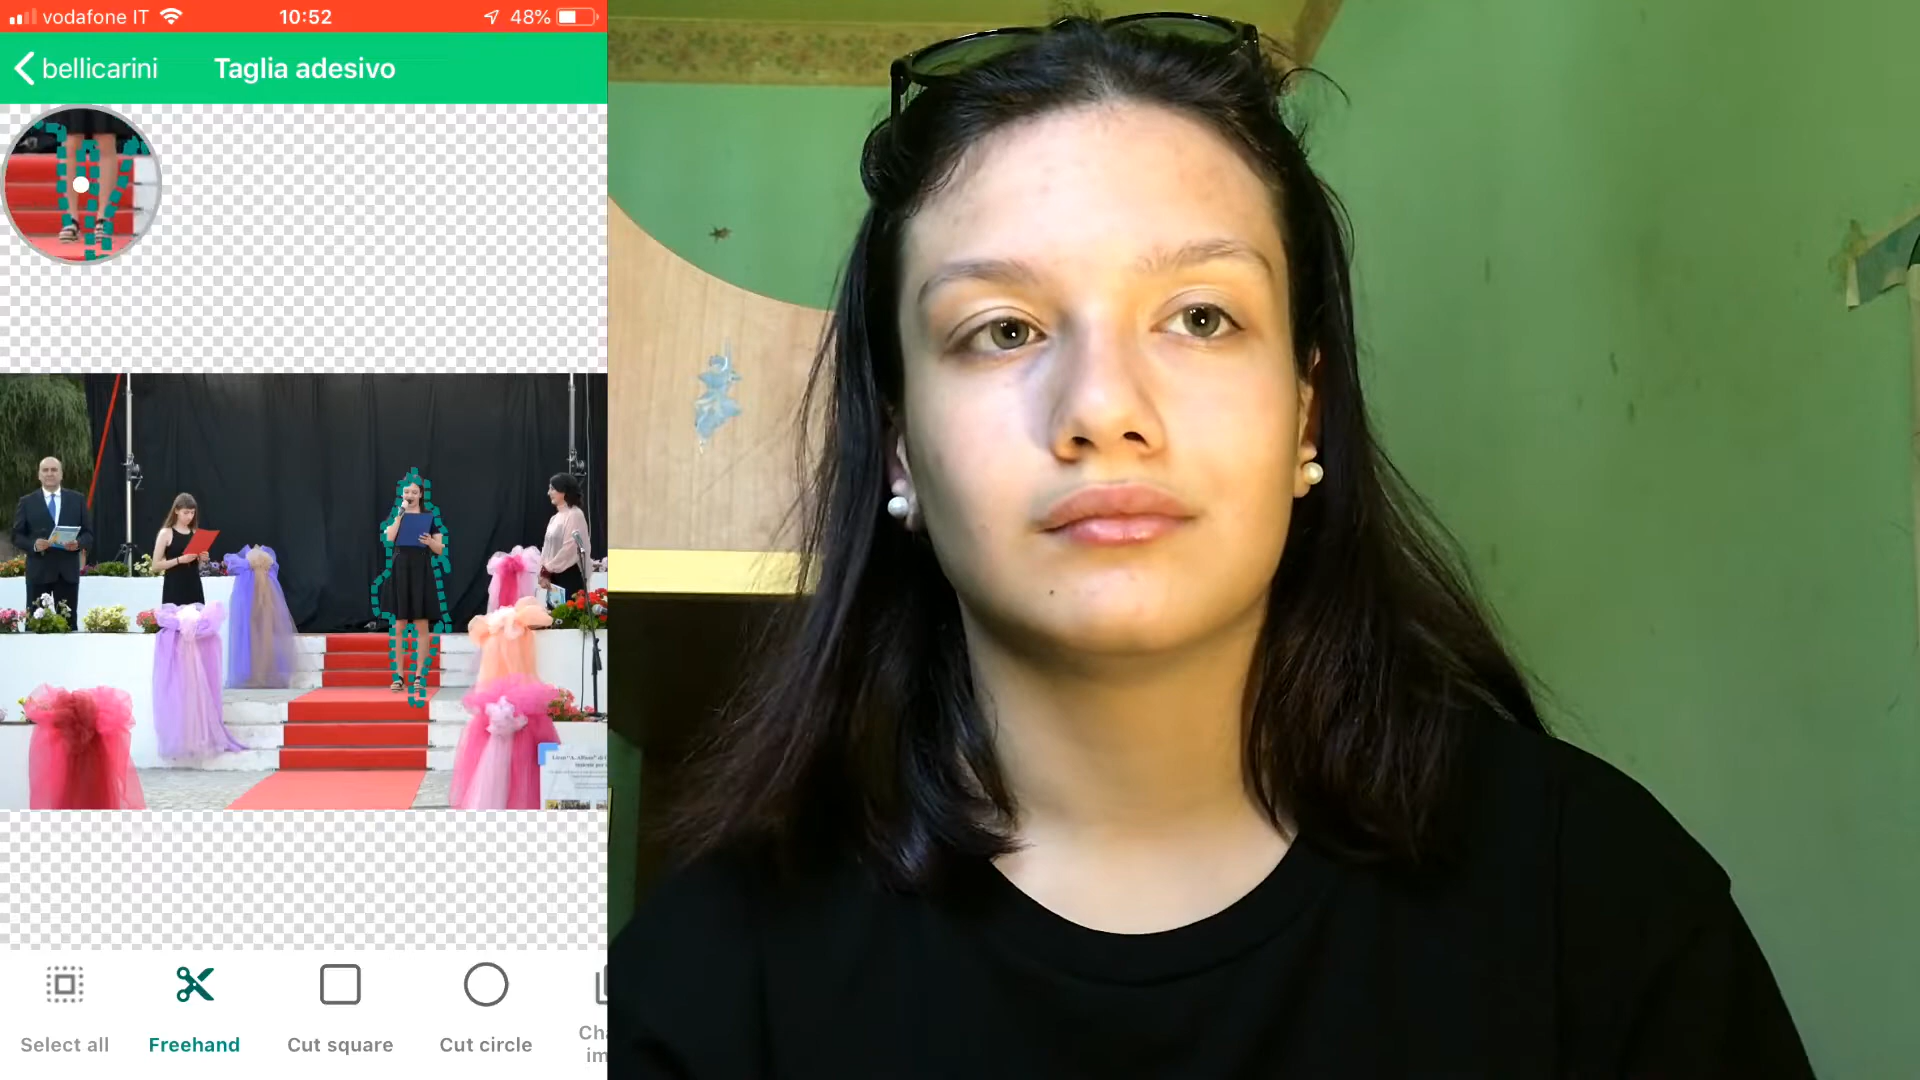 vodafone IT 10:52 48%
bellicarini Taglia adesivo
Select all Freehand Cut square Cut circle